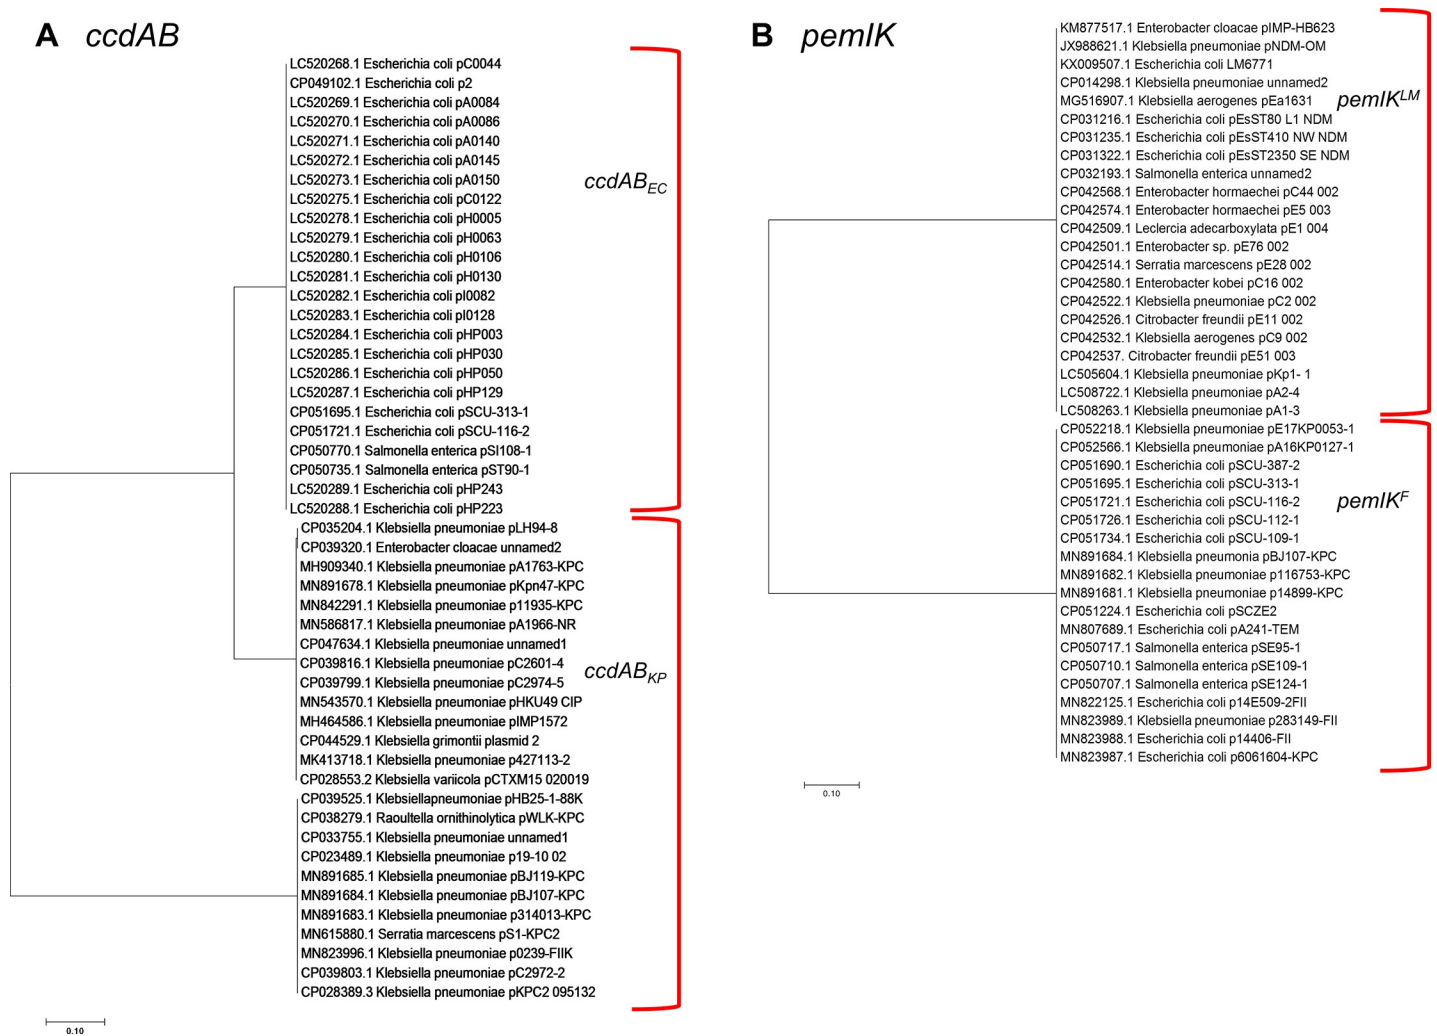 A ccdAB
LC520268.1 Escherichia coli pC0044
CP049102.1 Escherichia coli p2
LC520269.1 Escherichia coli pA0084
LC520270.1 Escherichia coli pA0086
LC520271.1 Escherichia coli pA0140
LC520272.1 Escherichia coli pA0145
LC520273.1 Escherichia coli pA0150
LC520275.1 Escherichia coli pC0122
LC520278.1 Escherichia coli pH0005
LC520279.1 Escherichia coli pH0063
LC520280.1 Escherichia coli pH0106
LC520281.1 Escherichia coli pH0130
LC520282.1 Escherichia coli pI0082
LC520283.1 Escherichia coli pI0128
LC520284.1 Escherichia coli pHP003
LC520285.1 Escherichia coli pHP030
LC520286.1 Escherichia coli pHP050
LC520287.1 Escherichia coli pHP129
CP051695.1 Escherichia coli pSCU-313-1
CP051721.1 Escherichia coli pSCU-116-2
CP050770.1 Salmonella enterica pSI108-1
CP050735.1 Salmonella enterica pST90-1
LC520289.1 Escherichia coli pHP243
LC520288.1 Escherichia coli pHP223
ccdABEC
CP035204.1 Klebsiella pneumoniae pLH94-8
CP039320.1 Enterobacter cloacae unnamed2
MH909340.1 Klebsiella pneumoniae pA1763-KPC
MN891678.1 Klebsiella pneumoniae pKpn47-KPC
MN842291.1 Klebsiella pneumoniae p11935-KPC
MN586817.1 Klebsiella pneumoniae pA1966-NR
CP047634.1 Klebsiella pneumoniae unnamed1
CP039816.1 Klebsiella pneumoniae pC2601-4
CP039799.1 Klebsiella pneumoniae pC2974-5
MN543570.1 Klebsiella pneumoniae pHKU49 CIP
MH464586.1 Klebsiella pneumoniae pIMP1572
CP044529.1 Klebsiella grimontii plasmid 2
MK413718.1 Klebsiella pneumoniae p427113-2
CP028553.2 Klebsiella variicola pCTXM15 020019
CP039525.1 Klebsiellapneumoniae pHB25-1-88K
CP038279.1 Raoultella ornithinolytica pWLK-KPC
CP033755.1 Klebsiella pneumoniae unnamed1
CP023489.1 Klebsiella pneumoniae p19-10 02
MN891685.1 Klebsiella pneumoniae pBJ119-KPC
MN891684.1 Klebsiella pneumoniae pBJ107-KPC
MN891683.1 Klebsiella pneumoniae p314013-KPC
MN615880.1 Serratia marcescens pS1-KPC2
MN823996.1 Klebsiella pneumoniae p0239-FIIK
CP039803.1 Klebsiella pneumoniae pC2972-2
CP028389.3 Klebsiella pneumoniae pKPC2 095132
ccdABKP
0.10
B pemIK
KM877517.1 Enterobacter cloacae pIMP-HB623
JX988621.1 Klebsiella pneumoniae pNDM-OM
KX009507.1 Escherichia coli LM6771
CP014298.1 Klebsiella pneumoniae unnamed2
MG516907.1 Klebsiella aerogenes pEa1631
CP031216.1 Escherichia coli pEsST80 L1 NDM
CP031235.1 Escherichia coli pEsST410 NW NDM
CP031322.1 Escherichia coli pEsST2350 SE NDM
CP032193.1 Salmonella enterica unnamed2
CP042568.1 Enterobacter hormaechei pC44 002
CP042574.1 Enterobacter hormaechei pE5 003
CP042509.1 Leclercia adecarboxylata pE1 004
CP042501.1 Enterobacter sp. pE76 002
CP042514.1 Serratia marcescens pE28 002
CP042580.1 Enterobacter kobei pC16 002
CP042522.1 Klebsiella pneumoniae pC2 002
CP042526.1 Citrobacter freundii pE11 002
CP042532.1 Klebsiella aerogenes pC9 002
CP042537. Citrobacter freundii pE51 003
LC505604.1 Klebsiella pneumoniae pKp1- 1
LC508722.1 Klebsiella pneumoniae pA2-4
LC508263.1 Klebsiella pneumoniae pA1-3
pemIKLM
CP052218.1 Klebsiella pneumoniae pE17KP0053-1
CP052566.1 Klebsiella pneumoniae pA16KP0127-1
CP051690.1 Escherichia coli pSCU-387-2
CP051695.1 Escherichia coli pSCU-313-1
CP051721.1 Escherichia coli pSCU-116-2
CP051726.1 Escherichia coli pSCU-112-1
CP051734.1 Escherichia coli pSCU-109-1
MN891684.1 Klebsiella pneumonia pBJ107-KPC
MN891682.1 Klebsiella pneumoniae p116753-KPC
MN891681.1 Klebsiella pneumoniae p14899-KPC
CP051224.1 Escherichia coli pSCZE2
MN807689.1 Escherichia coli pA241-TEM
CP050717.1 Salmonella enterica pSE95-1
CP050710.1 Salmonella enterica pSE109-1
CP050707.1 Salmonella enterica pSE124-1
MN822125.1 Escherichia coli p14E509-2FII
MN823989.1 Klebsiella pneumoniae p283149-FII
MN823988.1 Escherichia coli p14406-FII
MN823987.1 Escherichia coli p6061604-KPC
pemIKF
0.10